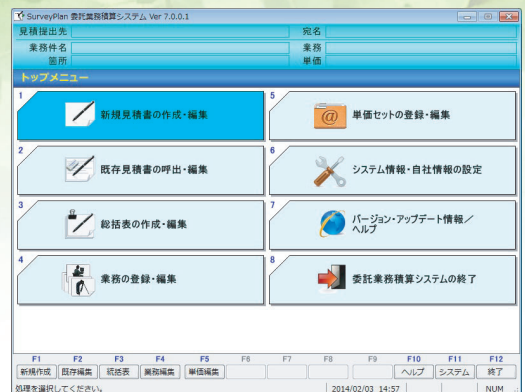 SurveyPlan 委託業務積算システム Ver 7.0.0.1
見積提出先
宛名
業務件名
業務
箇所
単価
トップメニュー
1
新規見積書の作成・編集
5
単価セットの登録・編集
2
既存見積書の呼出・編集
6
システム情報・自社情報の設定
3
総括表の作成・編集
7
バージョン・アップデート情報／
ヘルプ
4
業務の登録・編集
8
委託業務積算システムの終了
F1 F2 F3 F4 F5 F6 F7 F8 F9 F10 F11 F12
新規作成 既存編集 統括表 業務編集 単価編集 ヘルプ システム 終了
処理を選択してください。 2014/02/03 14:57 NUM